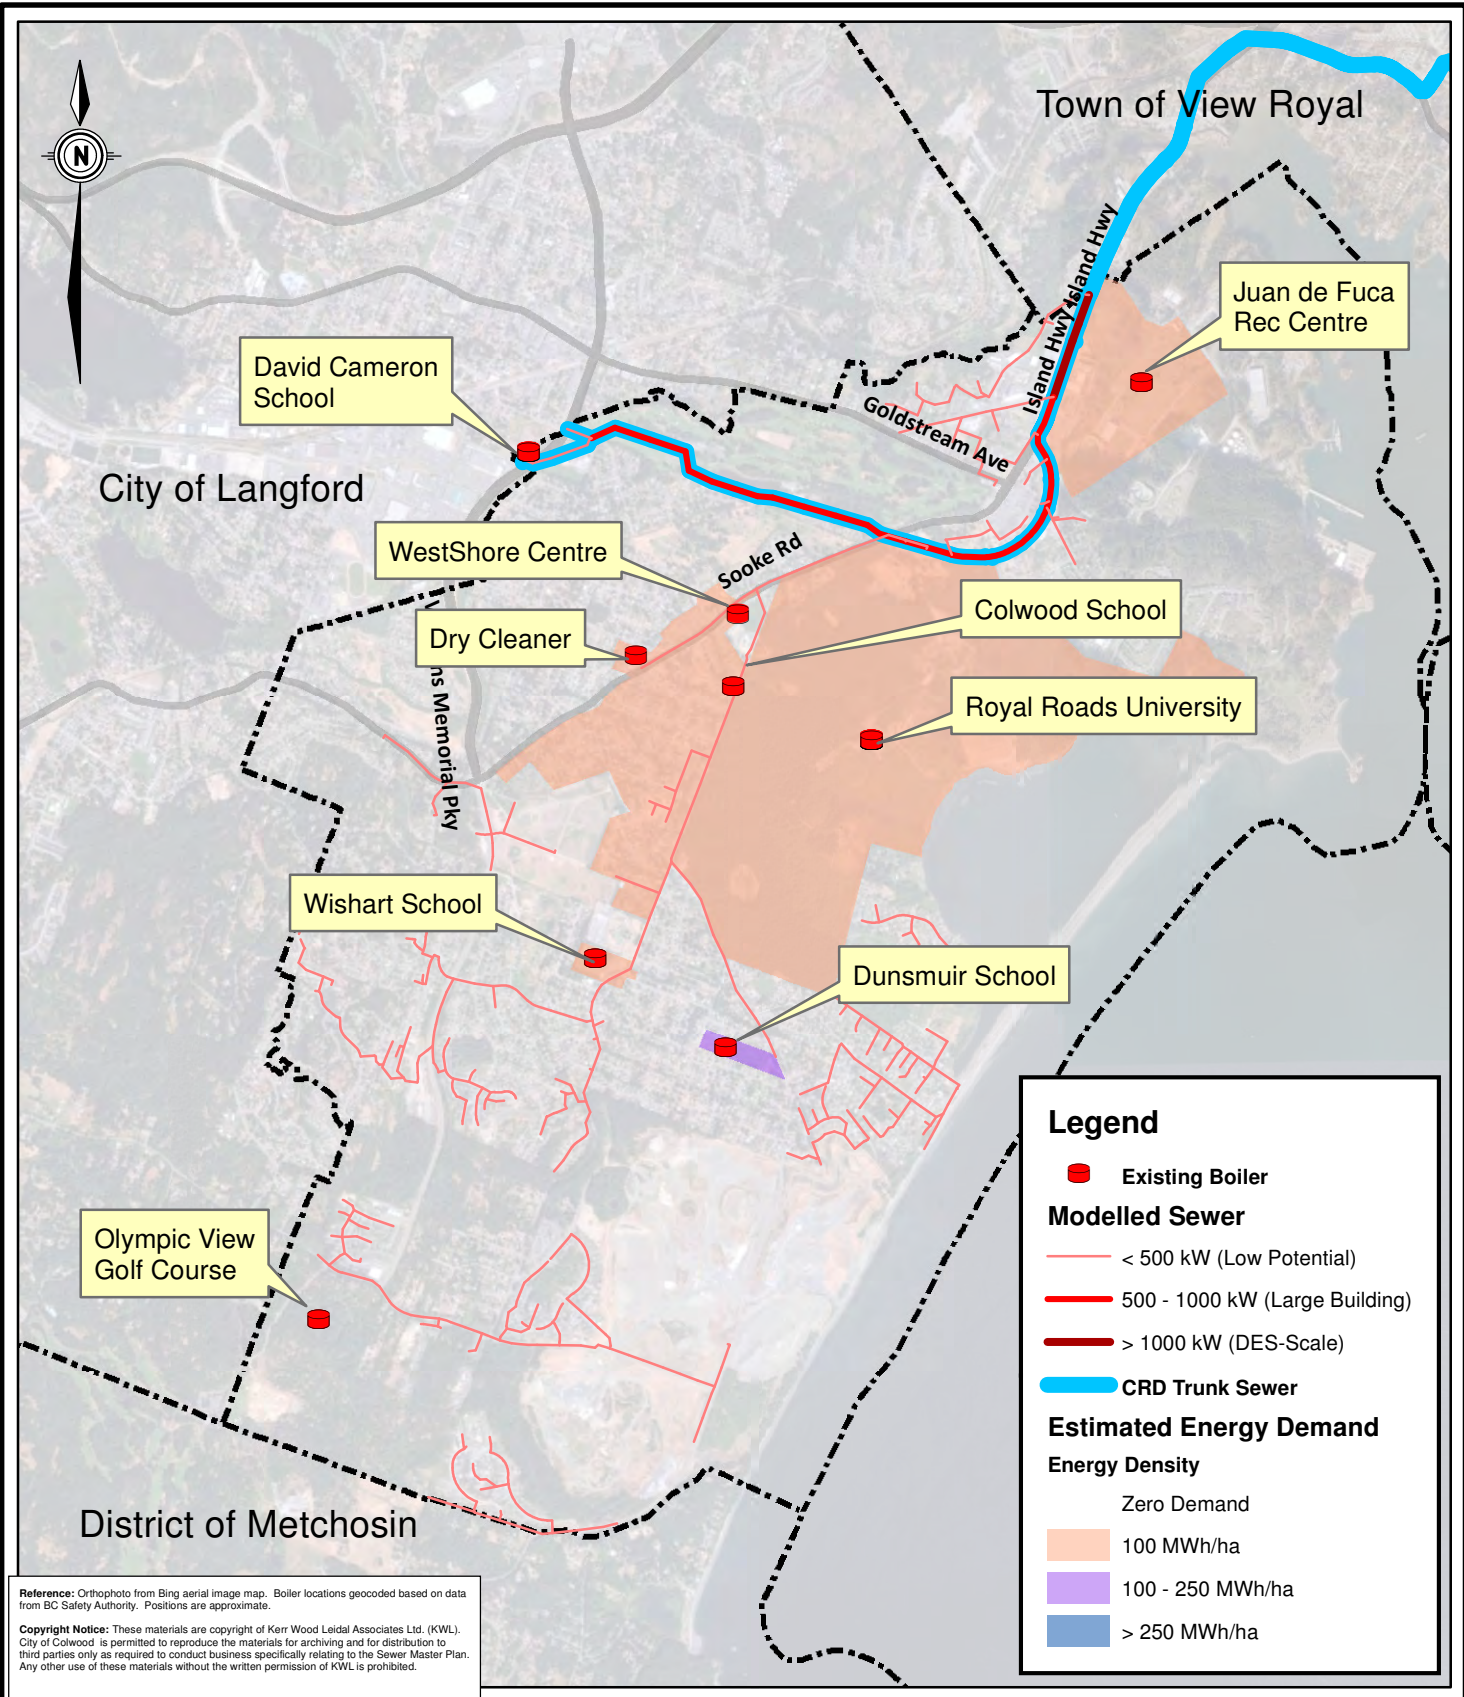 N
Town of View Royal
Island Hwy
Island Hwy
Juan de Fuca
Rec Centre
David Cameron
School
Goldstream Ave
City of Langford
WestShore Centre
Sooke Rd
Colwood School
Dry Cleaner
ns Memorial Pky
Royal Roads University
Wishart School
Dunsmuir School
Olympic View
Golf Course
District of Metchosin
Legend
Existing Boiler
Modelled Sewer
< 500 kW (Low Potential)
500 - 1000 kW (Large Building)
> 1000 kW (DES-Scale)
CRD Trunk Sewer
Estimated Energy Demand
Energy Density
Zero Demand
100 MWh/ha
100 - 250 MWh/ha
> 250 MWh/ha
Reference: Orthophoto from Bing aerial image map. Boiler locations geocoded based on data
from BC Safety Authority. Positions are approximate.
Copyright Notice: These materials are copyright of Kerr Wood Leidal Associates Ltd. (KWL).
City of Colwood is permitted to reproduce the materials for archiving and for distribution to
third parties only as required to conduct business specifically relating to the Sewer Master Plan.
Any other use of these materials without the written permission of KWL is prohibited.